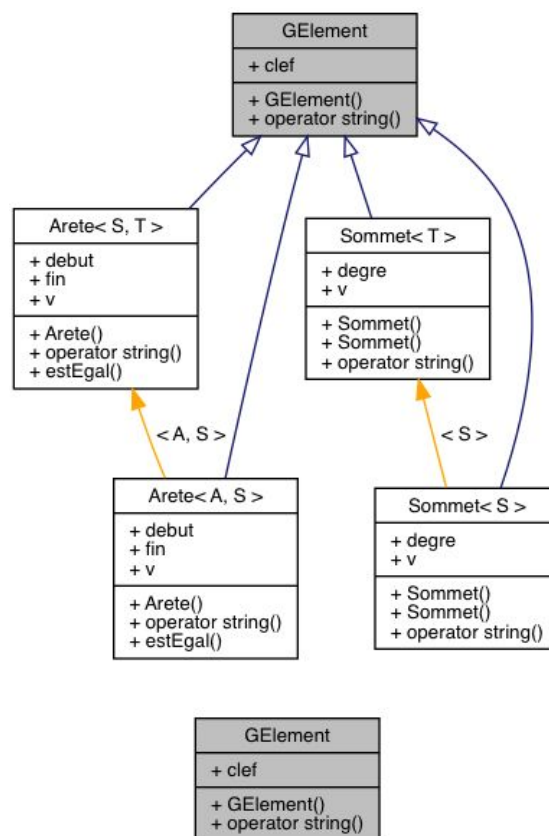 GElement
+ clef
+ GElement()
+ operator string()
Arete< S, T >
+ debut
+ fin
+ v
+ Arete()
+ operator string()
+ estEgal()
Sommet< T >
+ degre
+ v
+ Sommet()
+ Sommet()
+ operator string()
< A, S >
< S >
Arete< A, S >
+ debut
+ fin
+ v
+ Arete()
+ operator string()
+ estEgal()
Sommet< S >
+ degre
+ v
+ Sommet()
+ Sommet()
+ operator string()
GElement
+ clef
+ GElement()
+ operator string()